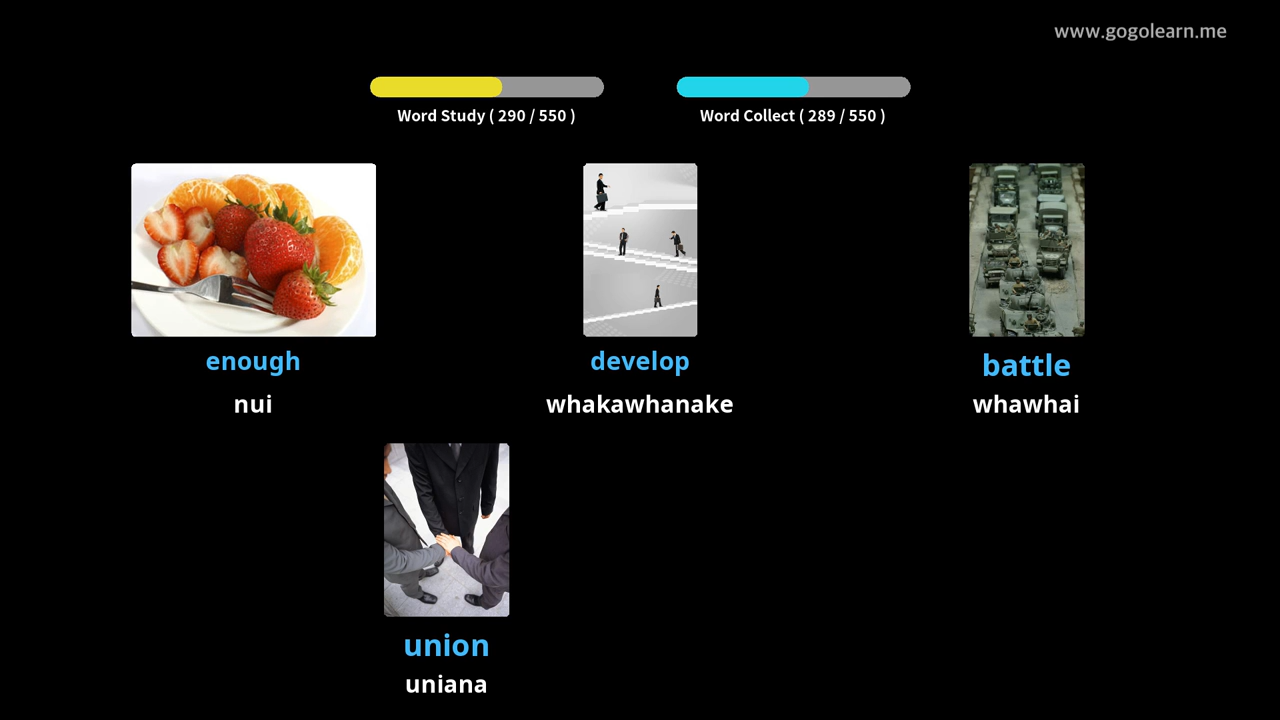 www.gogolearn.me
Word Study ( 290 / 550 )
Word Collect ( 289 / 550 )
enough
develop
battle
nui
whakawhanake
whawhai
union
uniana